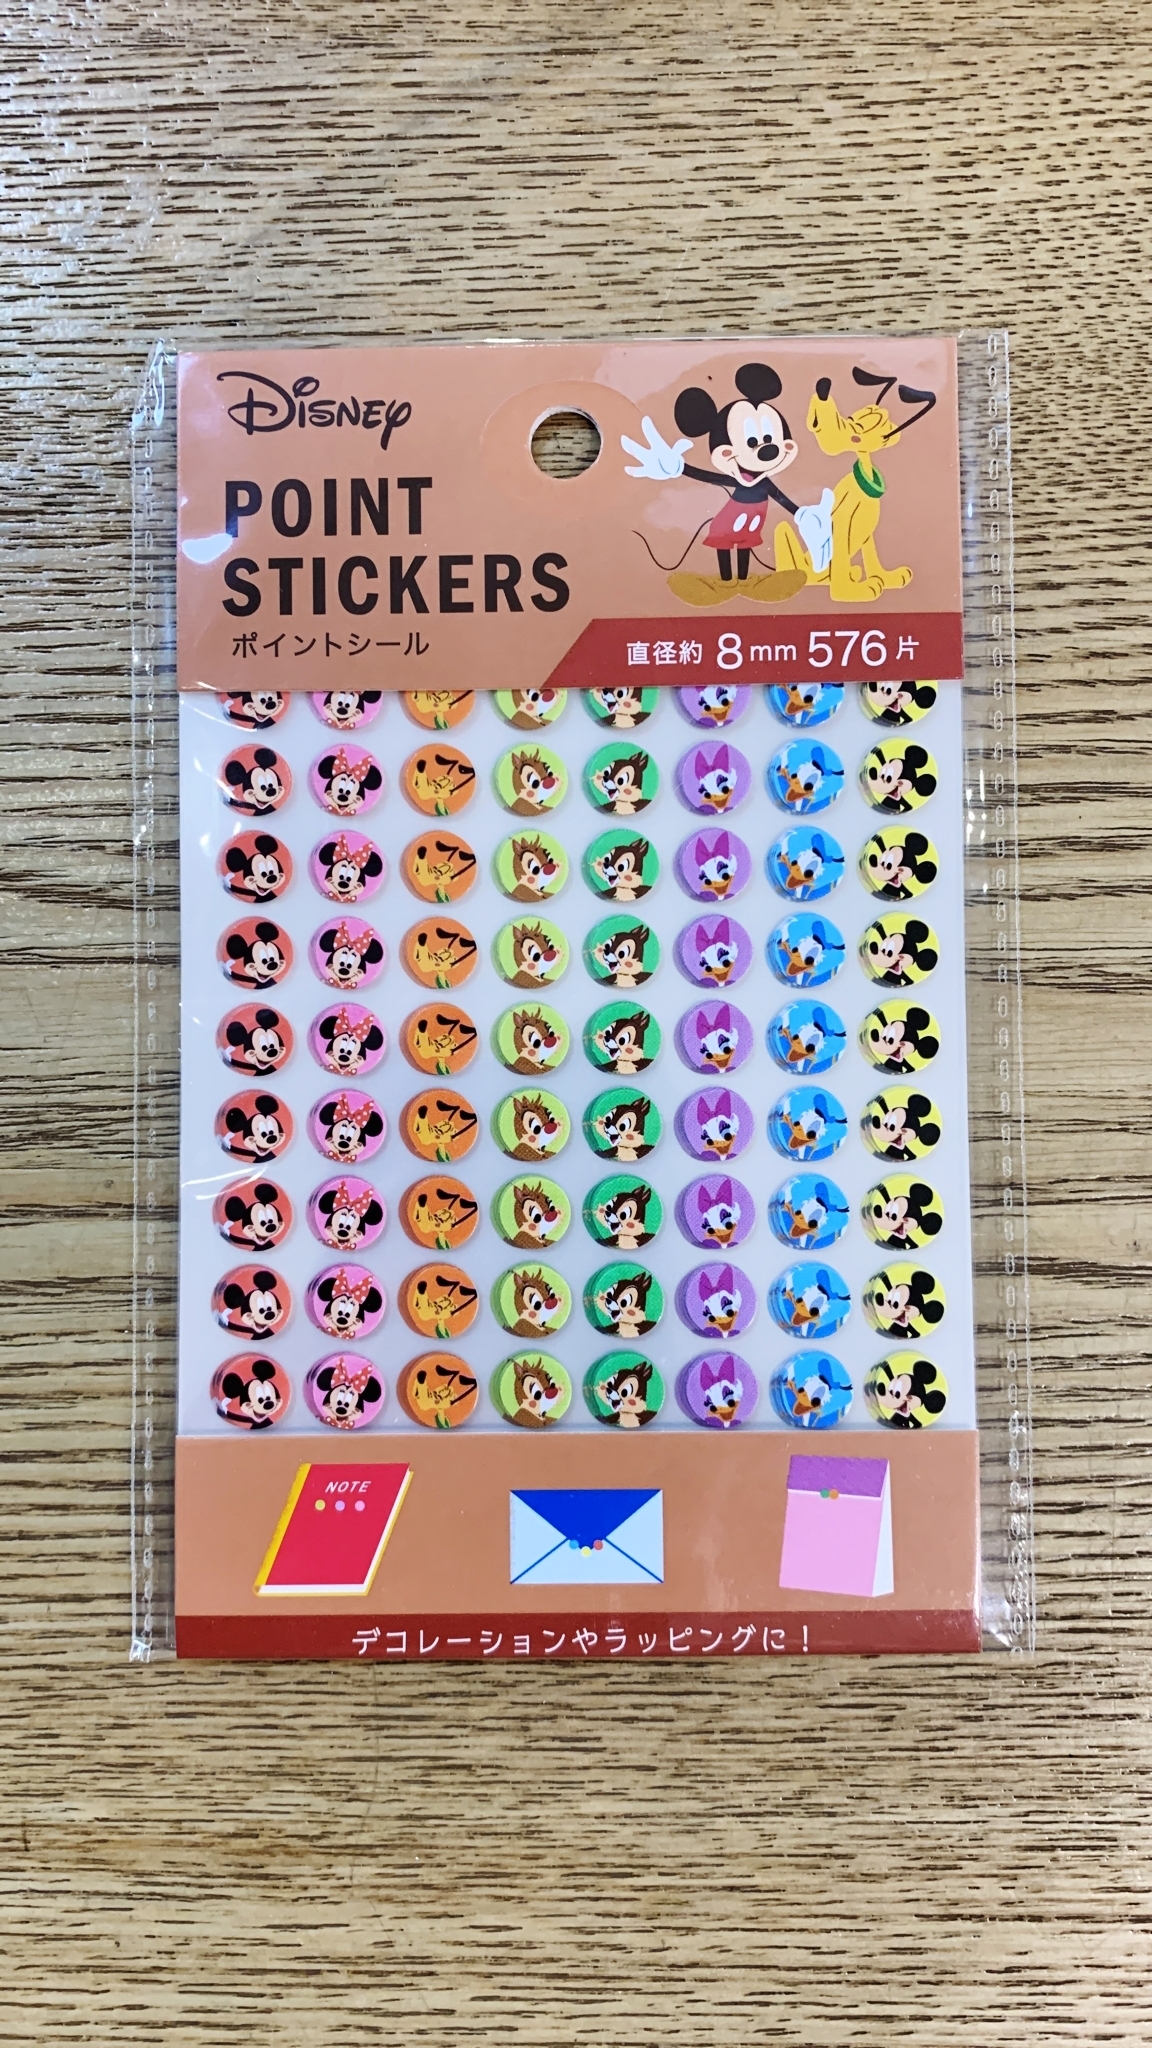 Disney
POINT
STICKERS
ポイントシール
直径約 8mm 576片
NOTE
デコレーションやラッピングに！